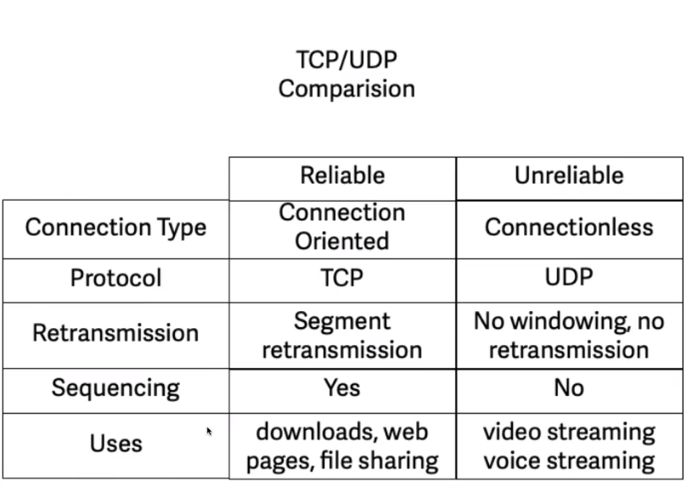 TCP/UDP
Comparision
Reliable
Unreliable
Connection Type
Connection
Oriented
Connectionless
Protocol
TCP
UDP
Retransmission
Segment
retransmission
No windowing, no
retransmission
Sequencing
Yes
No
Uses
downloads, web
pages, file sharing
video streaming
voice streaming